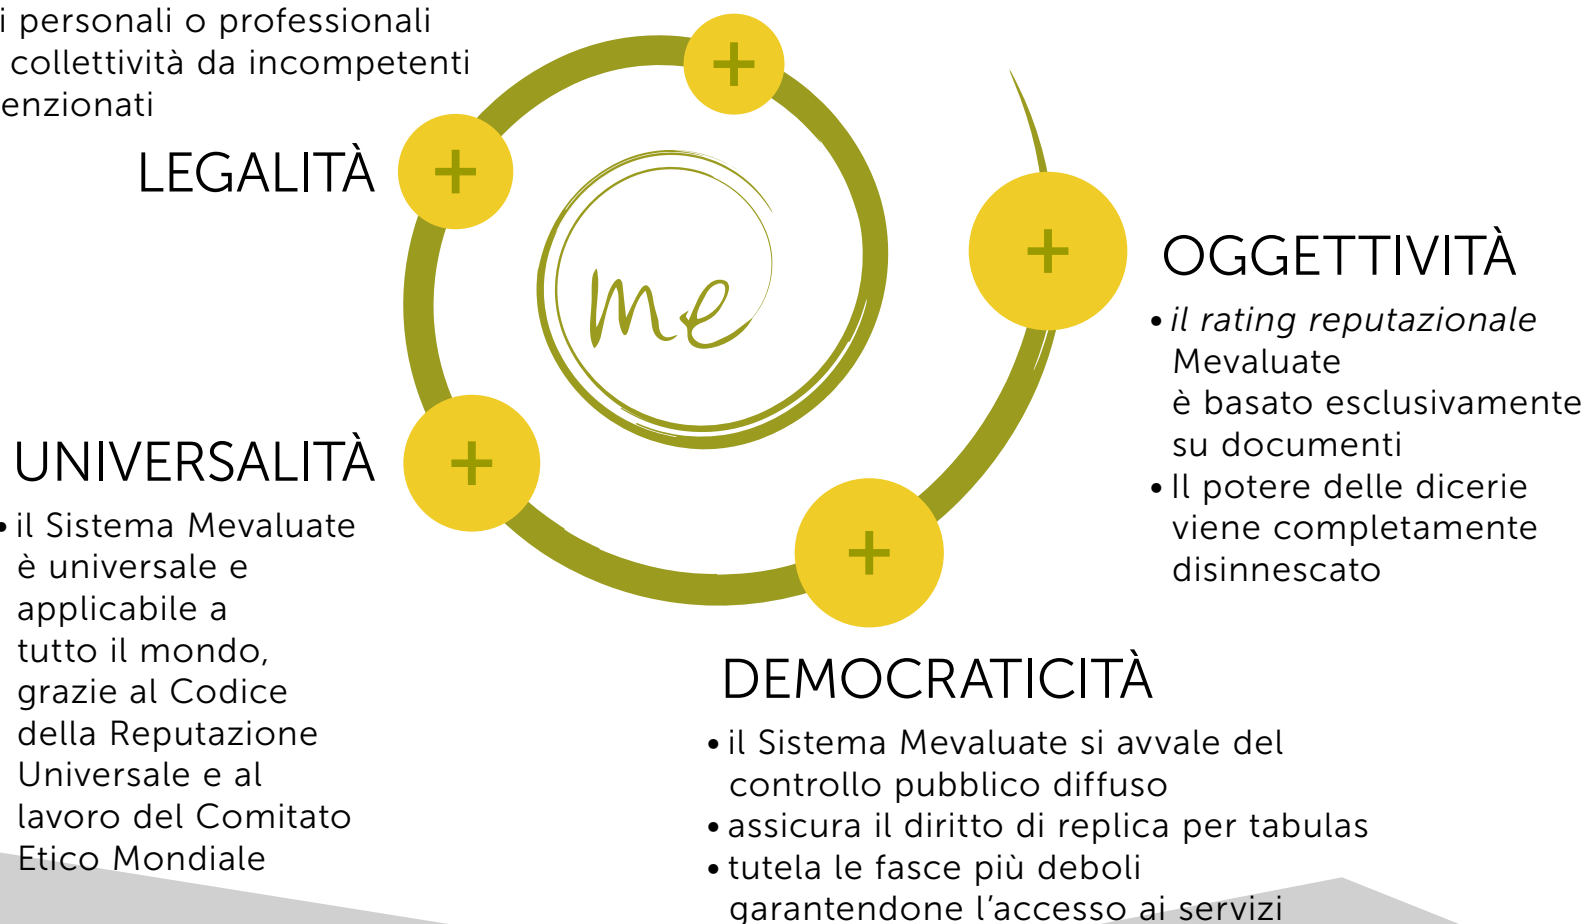 i personali o professionali
collettività da incompetenti
enzionati
LEGALITÀ
+
+
me
+
OGGETTIVITÀ
• il rating reputazionale
Mevaluate
è basato esclusivamente
su documenti
• Il potere delle dicerie
viene completamente
disinnescato
UNIVERSALITÀ
+
• il Sistema Mevaluate
è universale e
applicabile a
tutto il mondo,
grazie al Codice
della Reputazione
Universale e al
lavoro del Comitato
Etico Mondiale
+
DEMOCRATICITÀ
• il Sistema Mevaluate si avvale del
controllo pubblico diffuso
• assicura il diritto di replica per tabulas
• tutela le fasce più deboli
garantendone l'accesso ai servizi